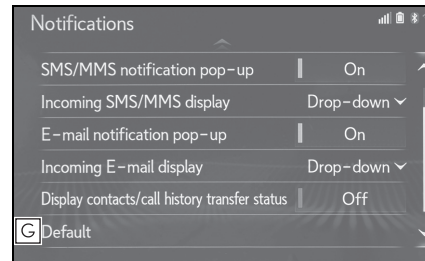 Notifications
SMS/MMS notification pop-up On
Incoming SMS/MMS display Drop-down
E-mail notification pop-up On
Incoming E-mail display Drop-down
Display contacts/call history transfer status Off
G Default